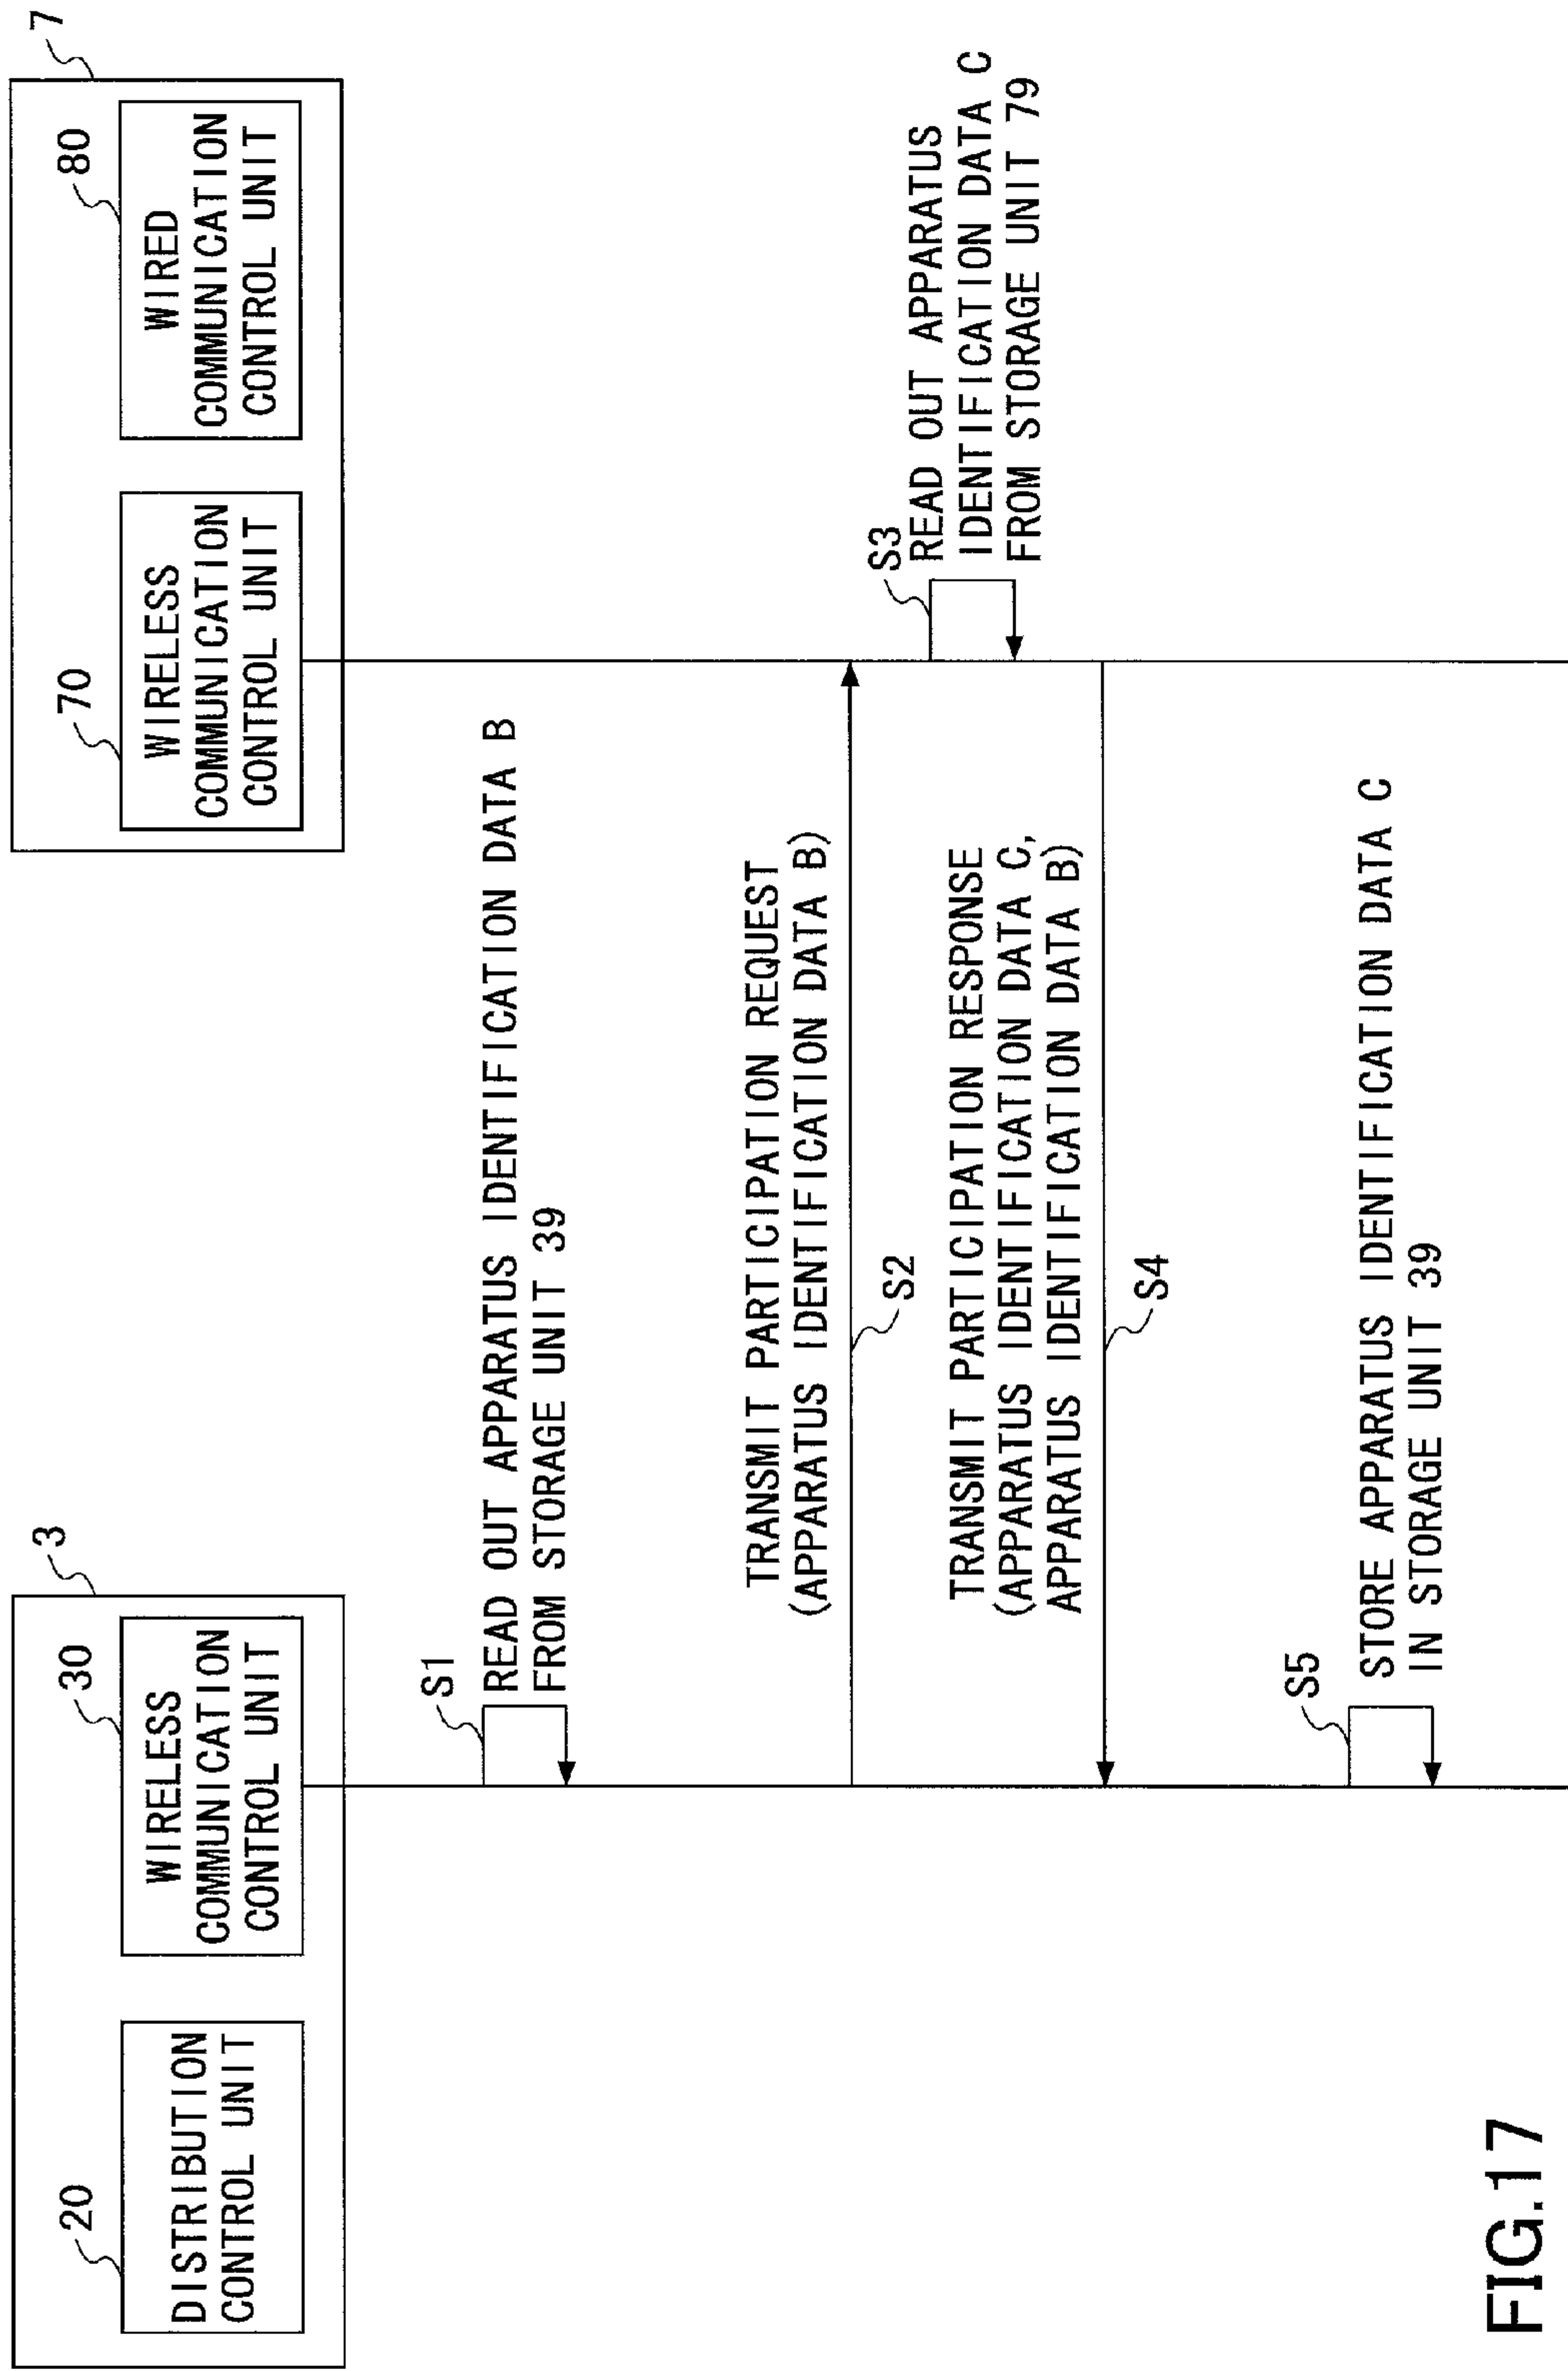 3
20
DISTRIBUTION
CONTROL UNIT
30
WIRELESS
COMMUNICATION
CONTROL UNIT
7
70
WIRELESS
COMMUNICATION
CONTROL UNIT
80
WIRED
COMMUNICATION
CONTROL UNIT
S1
READ OUT APPARATUS IDENTIFICATION DATA B
FROM STORAGE UNIT 39
TRANSMIT PARTICIPATION REQUEST
(APPARATUS IDENTIFICATION DATA B)
S2
S3
READ OUT APPARATUS
IDENTIFICATION DATA C
FROM STORAGE UNIT 79
TRANSMIT PARTICIPATION RESPONSE
(APPARATUS IDENTIFICATION DATA C,
APPARATUS IDENTIFICATION DATA B)
S4
S5
STORE APPARATUS IDENTIFICATION DATA C
IN STORAGE UNIT 39
FIG.17